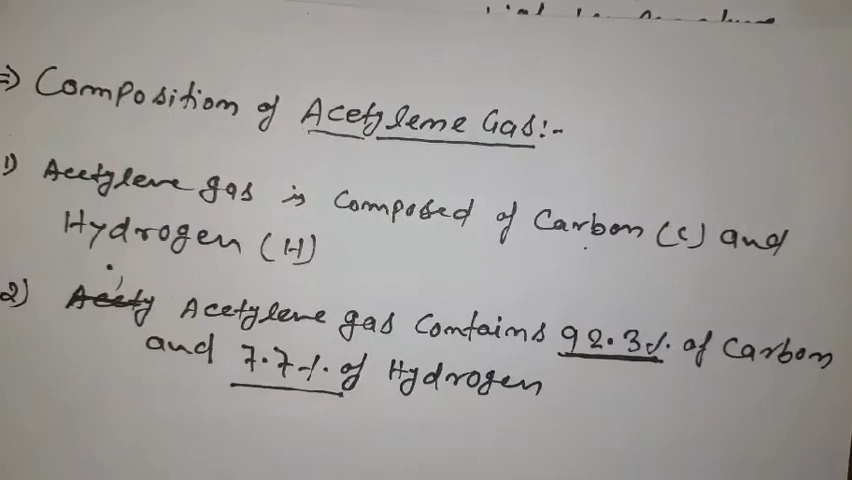 ⇒ Composition of Acetylene Gas:-
1) Acetylene gas is composed of Carbon (C) and
Hydrogen (H)
2) Acety Acetylene gas contains 92.3% of Carbon
and 7.7% of Hydrogen